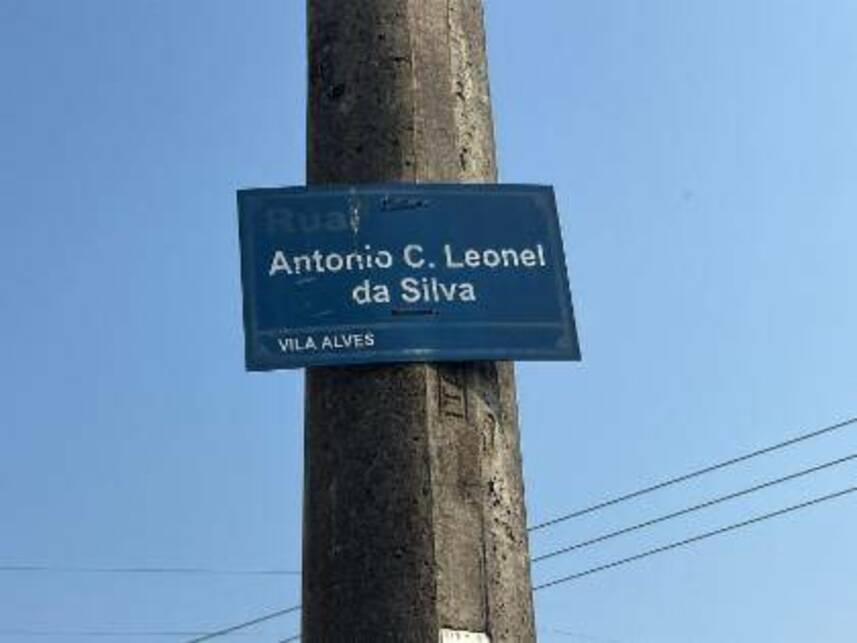 Rua
Antonio C. Leonel
da Silva
VILA ALVES